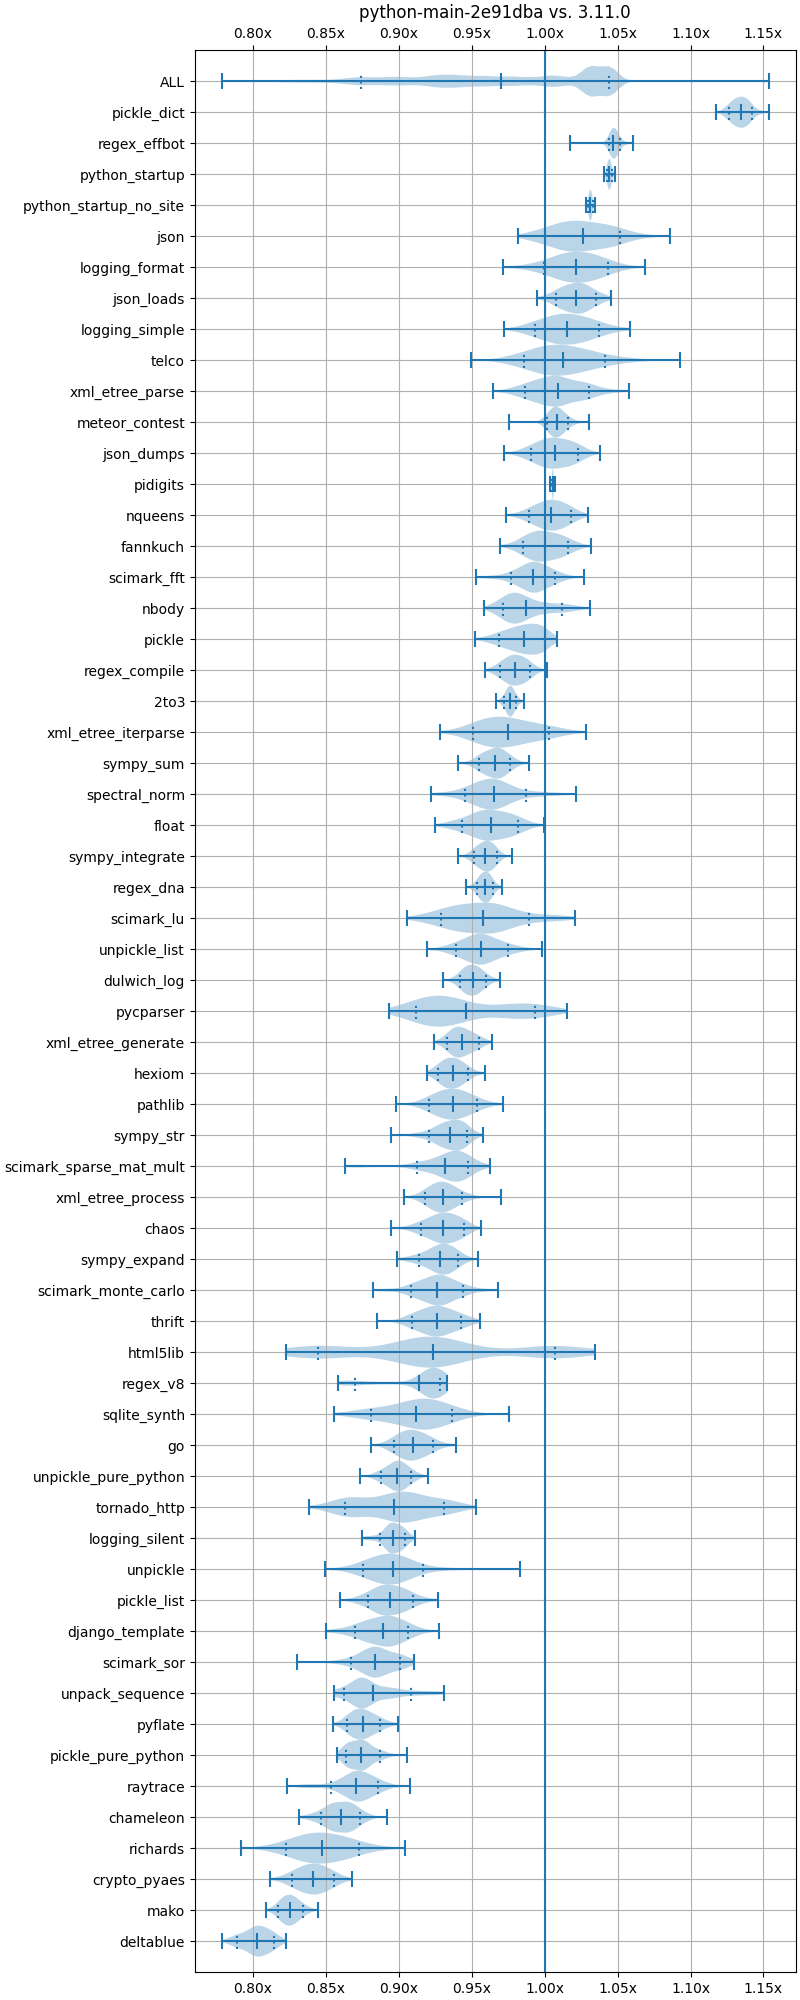 python-main-2e91dba vs. 3.11.0
0.80x 0.85x 0.90x 0.95x 1.00x 1.05x 1.10x 1.15x
ALL
pickle_dict
regex_effbot
python_startup
python_startup_no_site
json
logging_format
json_loads
logging_simple
telco
xml_etree_parse
meteor_contest
json_dumps
pidigits
nqueens
fannkuch
scimark_fft
nbody
pickle
regex_compile
2to3
xml_etree_iterparse
sympy_sum
spectral_norm
float
sympy_integrate
regex_dna
scimark_lu
unpickle_list
dulwich_log
pycparser
xml_etree_generate
hexiom
pathlib
sympy_str
scimark_sparse_mat_mult
xml_etree_process
chaos
sympy_expand
scimark_monte_carlo
thrift
html5lib
regex_v8
sqlite_synth
go
unpickle_pure_python
tornado_http
logging_silent
unpickle
pickle_list
django_template
scimark_sor
unpack_sequence
pyflate
pickle_pure_python
raytrace
chameleon
richards
crypto_pyaes
mako
deltablue
0.80x 0.85x 0.90x 0.95x 1.00x 1.05x 1.10x 1.15x